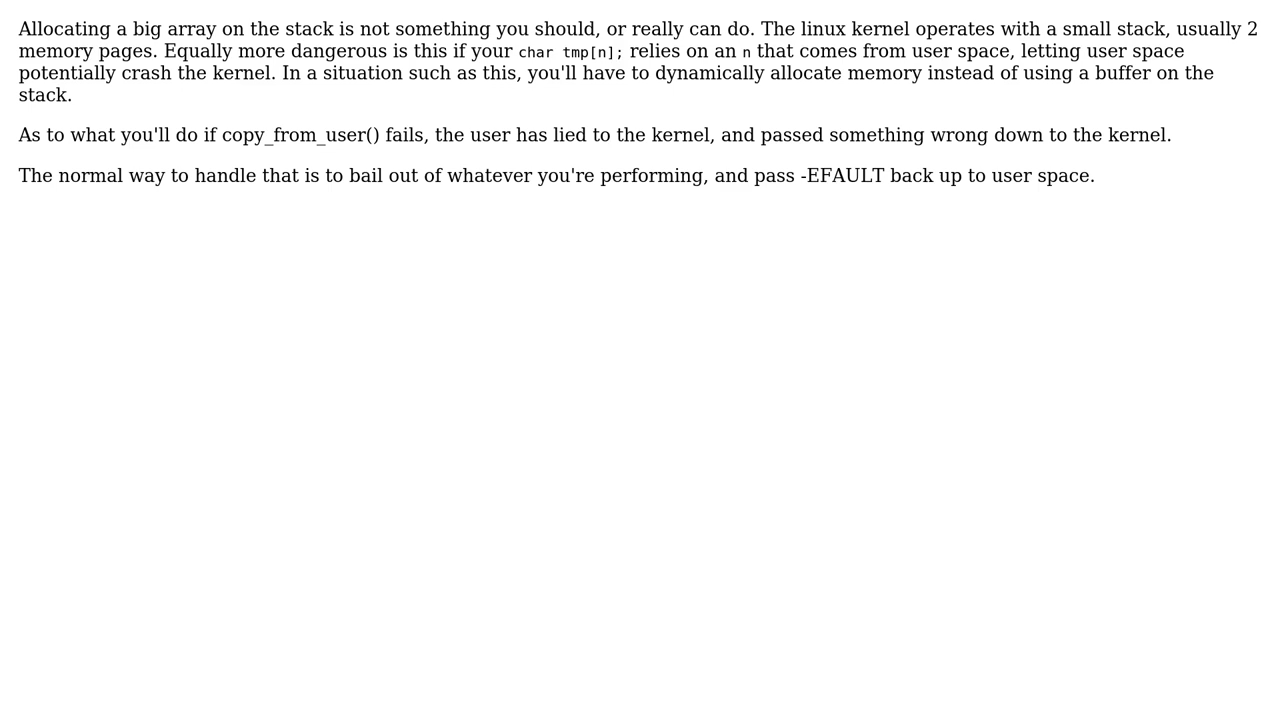 Allocating a big array on the stack is not something you should, or really can do. The linux kernel operates with a small stack, usually 2
memory pages. Equally more dangerous is this if your char tmp[n]; relies on an n that comes from user space, letting user space
potentially crash the kernel. In a situation such as this, you'll have to dynamically allocate memory instead of using a buffer on the
stack.
As to what you'll do if copy_from_user() fails, the user has lied to the kernel, and passed something wrong down to the kernel.
The normal way to handle that is to bail out of whatever you're performing, and pass -EFAULT back up to user space.